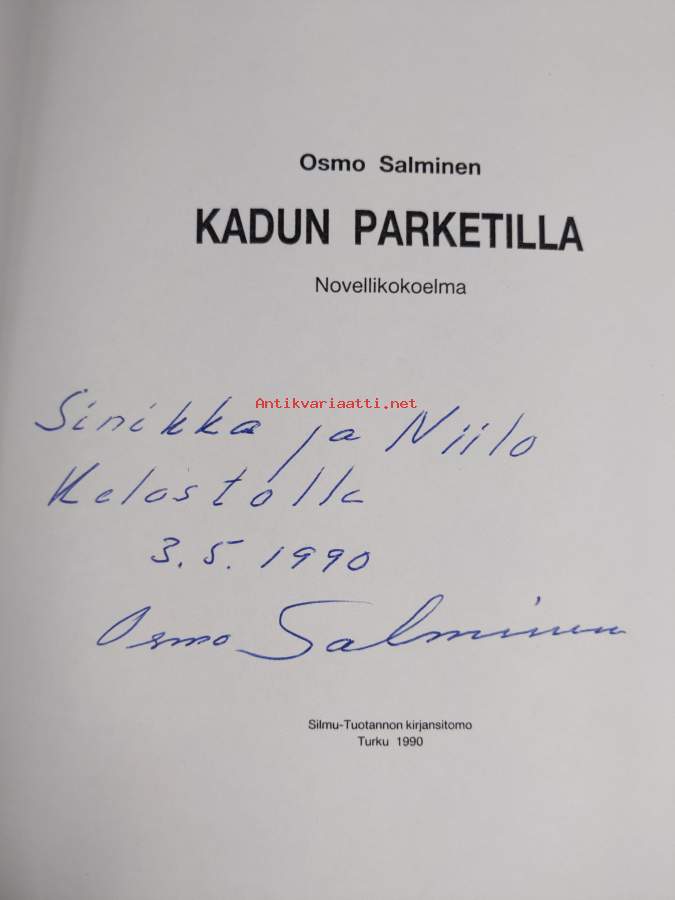 Osmo Salminen
KADUN PARKETILLA
Novellikokoelma
Antikvariaatti.net
Sinikka ja Niilo
3.5.1990
Osmo Salminen
Silmu-Tuotannon kirjansitomo
Turku 1990